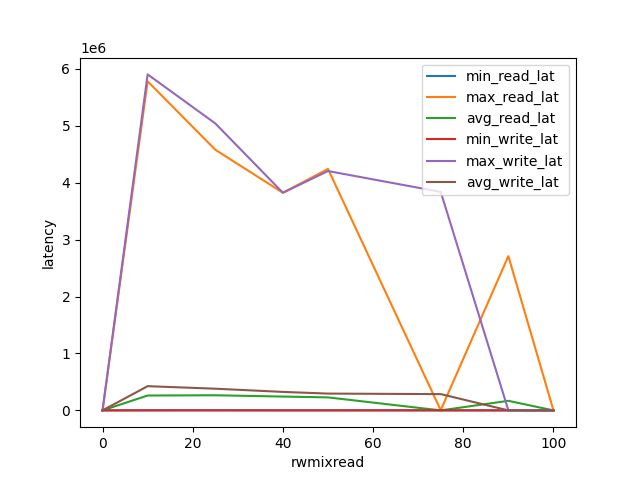 1e6
6
5
4
3
2
1
0
latency
0 20 40 60 80 100
rwmixread
min_read_lat
max_read_lat
avg_read_lat
min_write_lat
max_write_lat
avg_write_lat